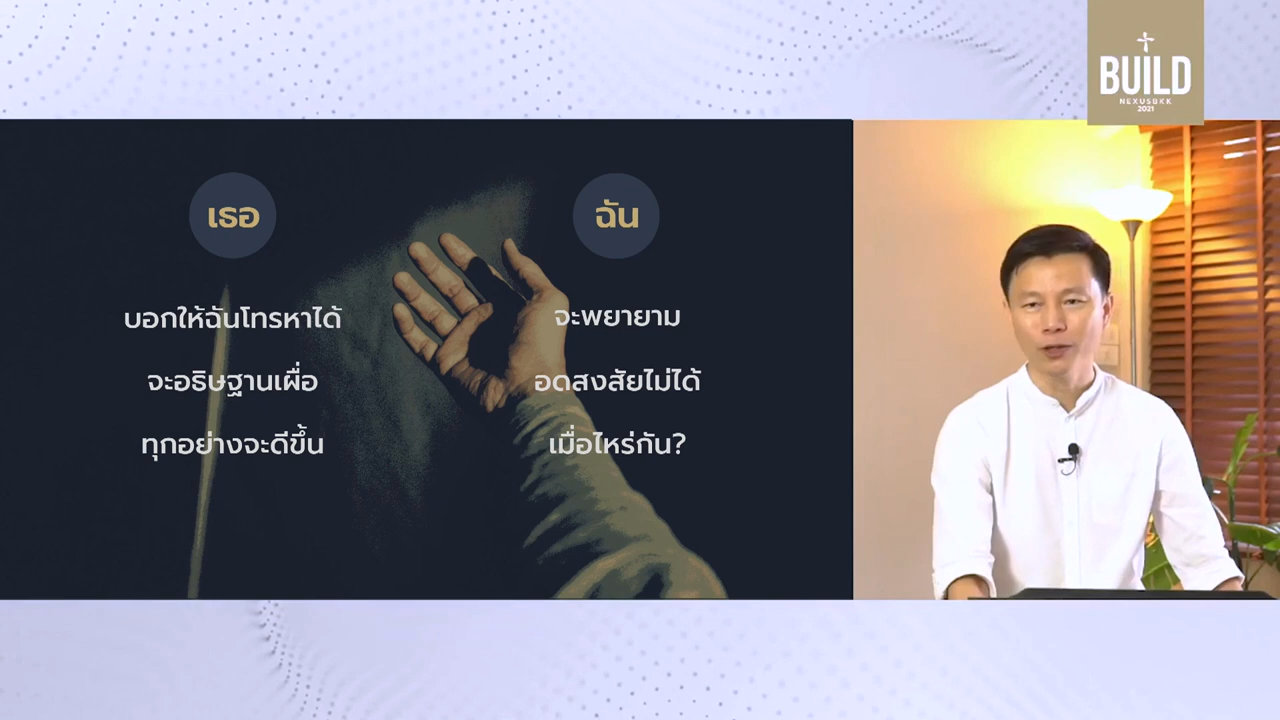 BUILD
NEXUSBKK
2021
เธอ
บอกให้ฉันโทรหาได้
จะอธิษฐานเผื่อ
ทุกอย่างจะดีขึ้น
ฉัน
จะพยายาม
อดสงสัยไม่ได้
เมื่อไหร่กัน?